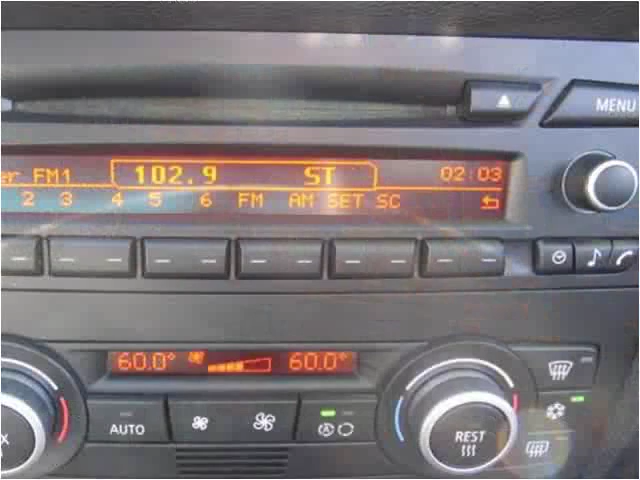 MENU
FM1 102.9 ST 02:03
2 3 4 5 6 FM AM SET SC
60.0° 60.0°
AUTO A REST